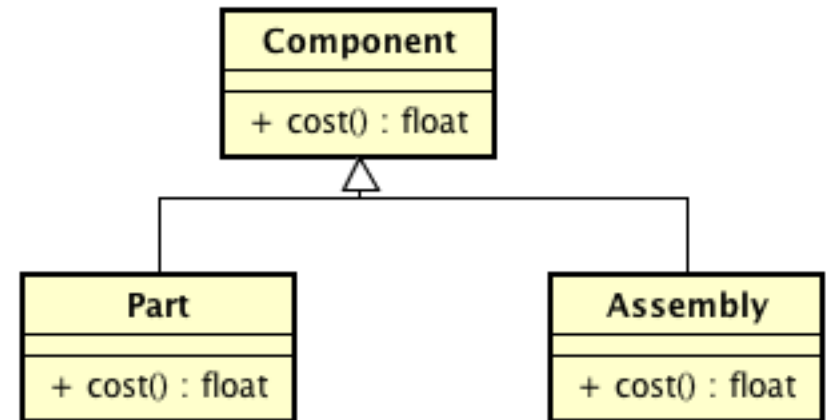 Component
+ cost() : float
Part
Assembly
+ cost() : float
+ cost() : float